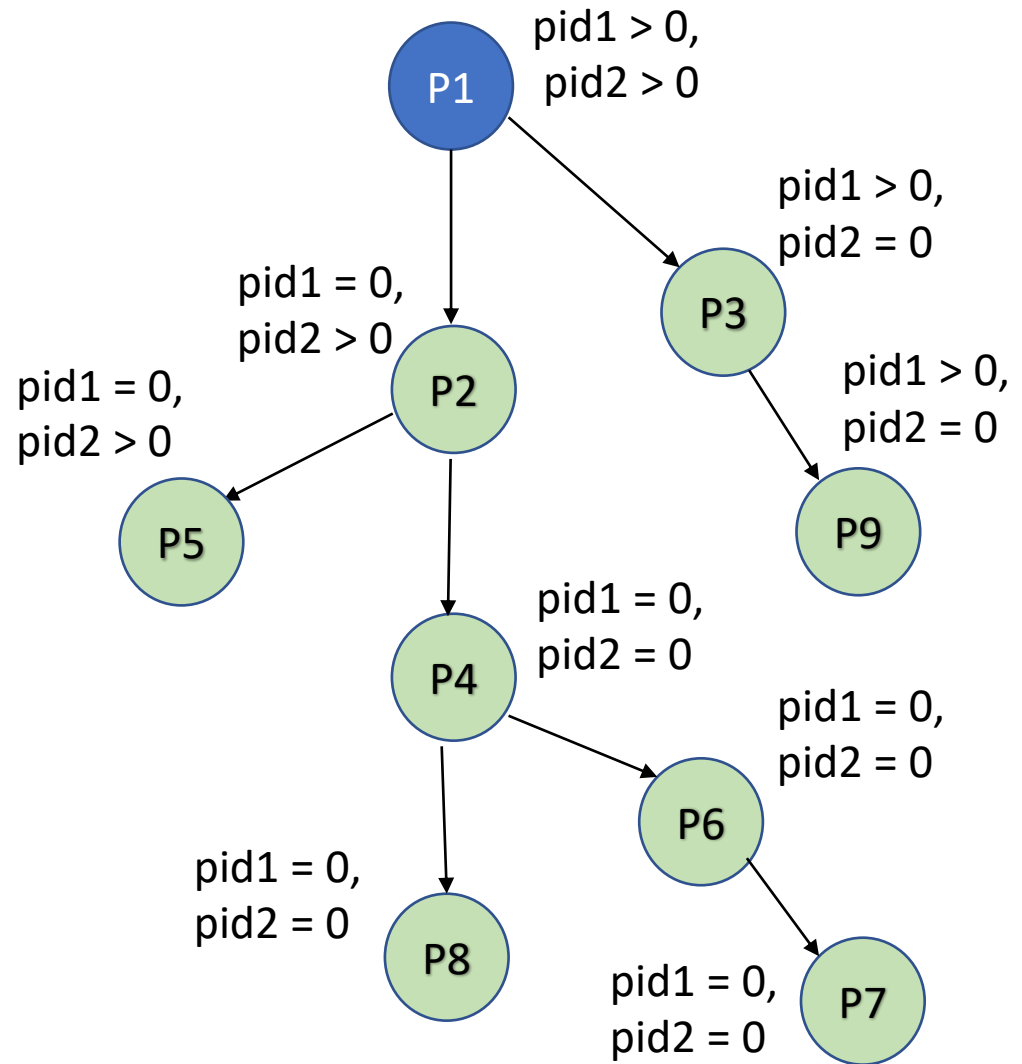 P1
pid1 > 0,
pid2 > 0
pid1 > 0,
pid2 = 0
P3
pid1 = 0,
pid2 > 0
P2
pid1 > 0,
pid2 = 0
P9
pid1 = 0,
pid2 > 0
P5
pid1 = 0,
pid2 = 0
P4
pid1 = 0,
pid2 = 0
P6
pid1 = 0,
pid2 = 0
P8
pid1 = 0,
pid2 = 0
P7